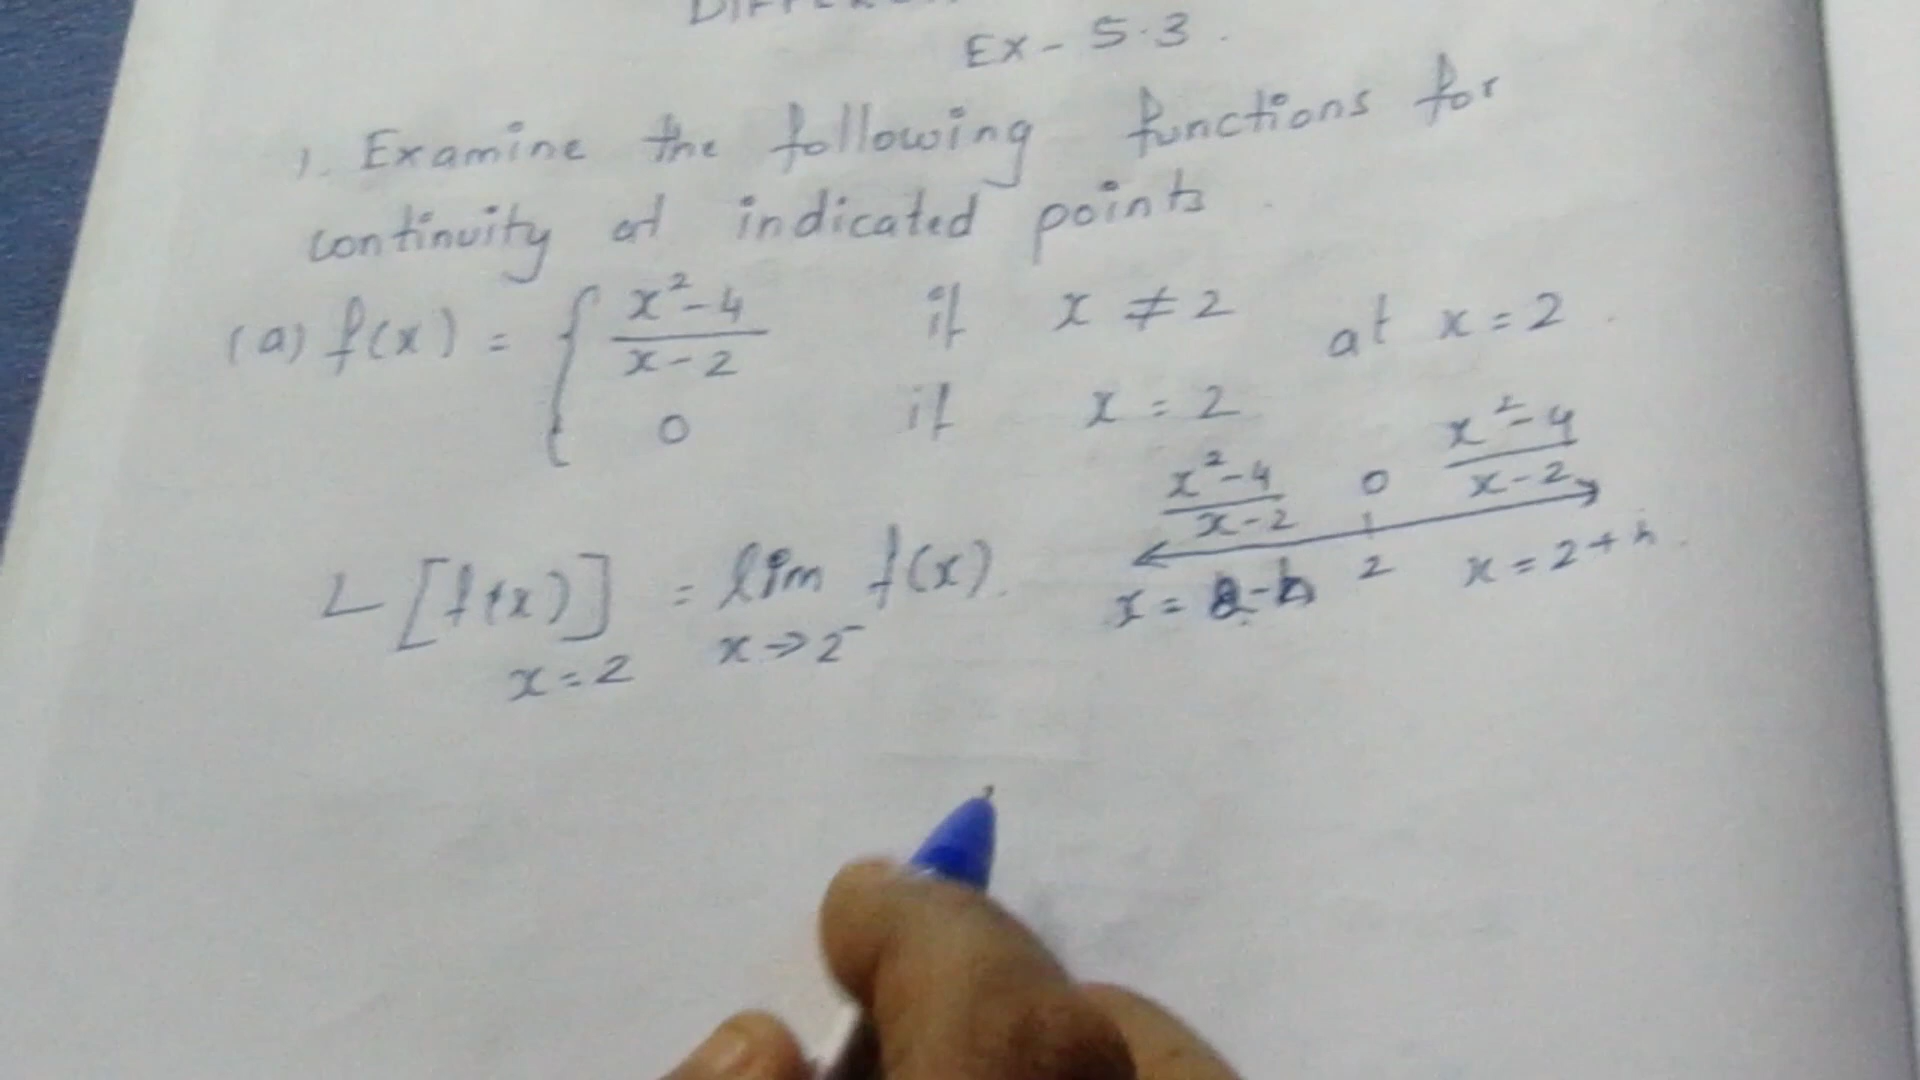 Ex - 5.3.
1. Examine the following functions for
continuity at indicated points.
(a) f(x) = { x²-4 / x-2 if x ≠ 2 at x = 2.
0 if x = 2
x²-4 / x-2 0 x²-4 / x-2
2
x = 2-h x = 2+h.
L [f(x)] x=2 = lim x→2⁻ f(x).